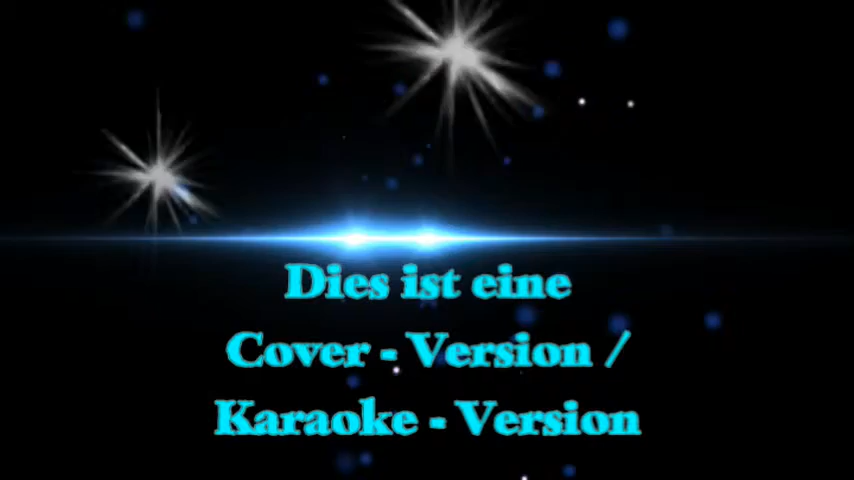 Dies ist eine
Cover - Version /
Karaoke - Version